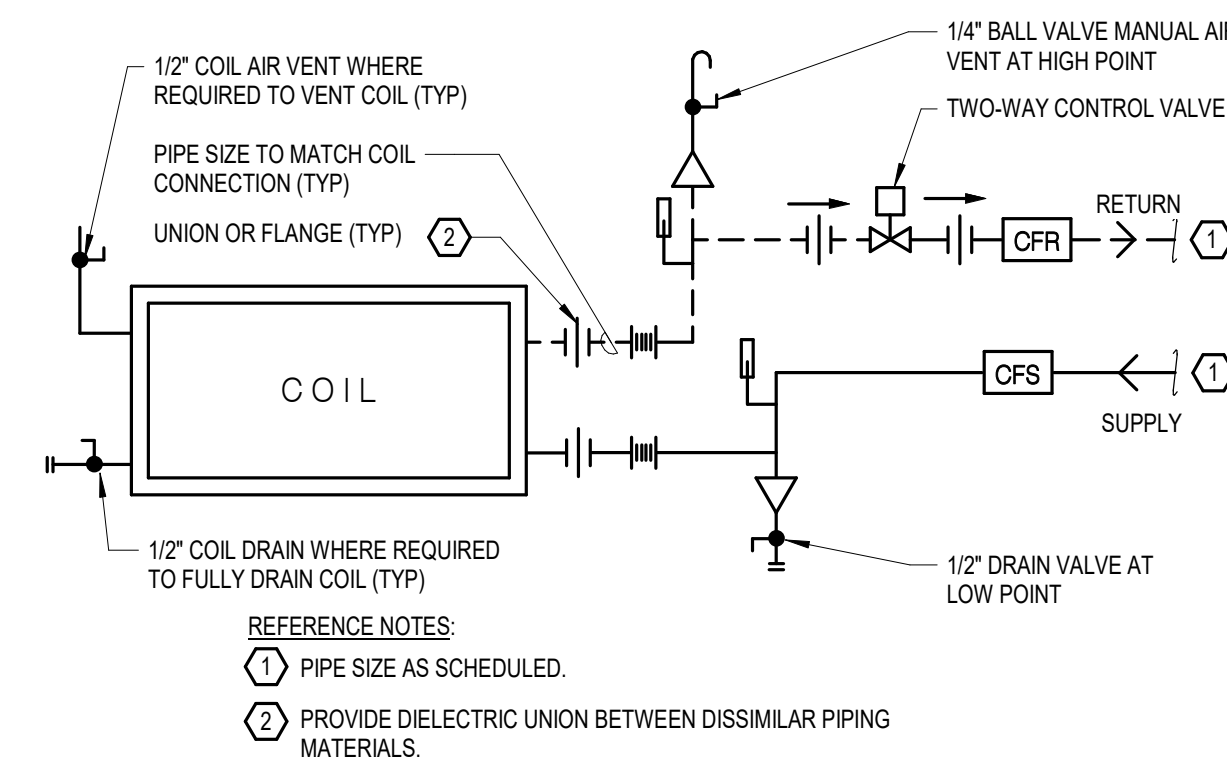 1/4" BALL VALVE MANUAL AIR
VENT AT HIGH POINT
1/2" COIL AIR VENT WHERE
REQUIRED TO VENT COIL (TYP)
TWO-WAY CONTROL VALVE
PIPE SIZE TO MATCH COIL
CONNECTION (TYP)
UNION OR FLANGE (TYP) 2
RETURN
CFR
1
COIL
CFS
1
SUPPLY
1/2" COIL DRAIN WHERE REQUIRED
TO FULLY DRAIN COIL (TYP)
1/2" DRAIN VALVE AT
LOW POINT
REFERENCE NOTES:
1 PIPE SIZE AS SCHEDULED.
2 PROVIDE DIELECTRIC UNION BETWEEN DISSIMILAR PIPING
MATERIALS.